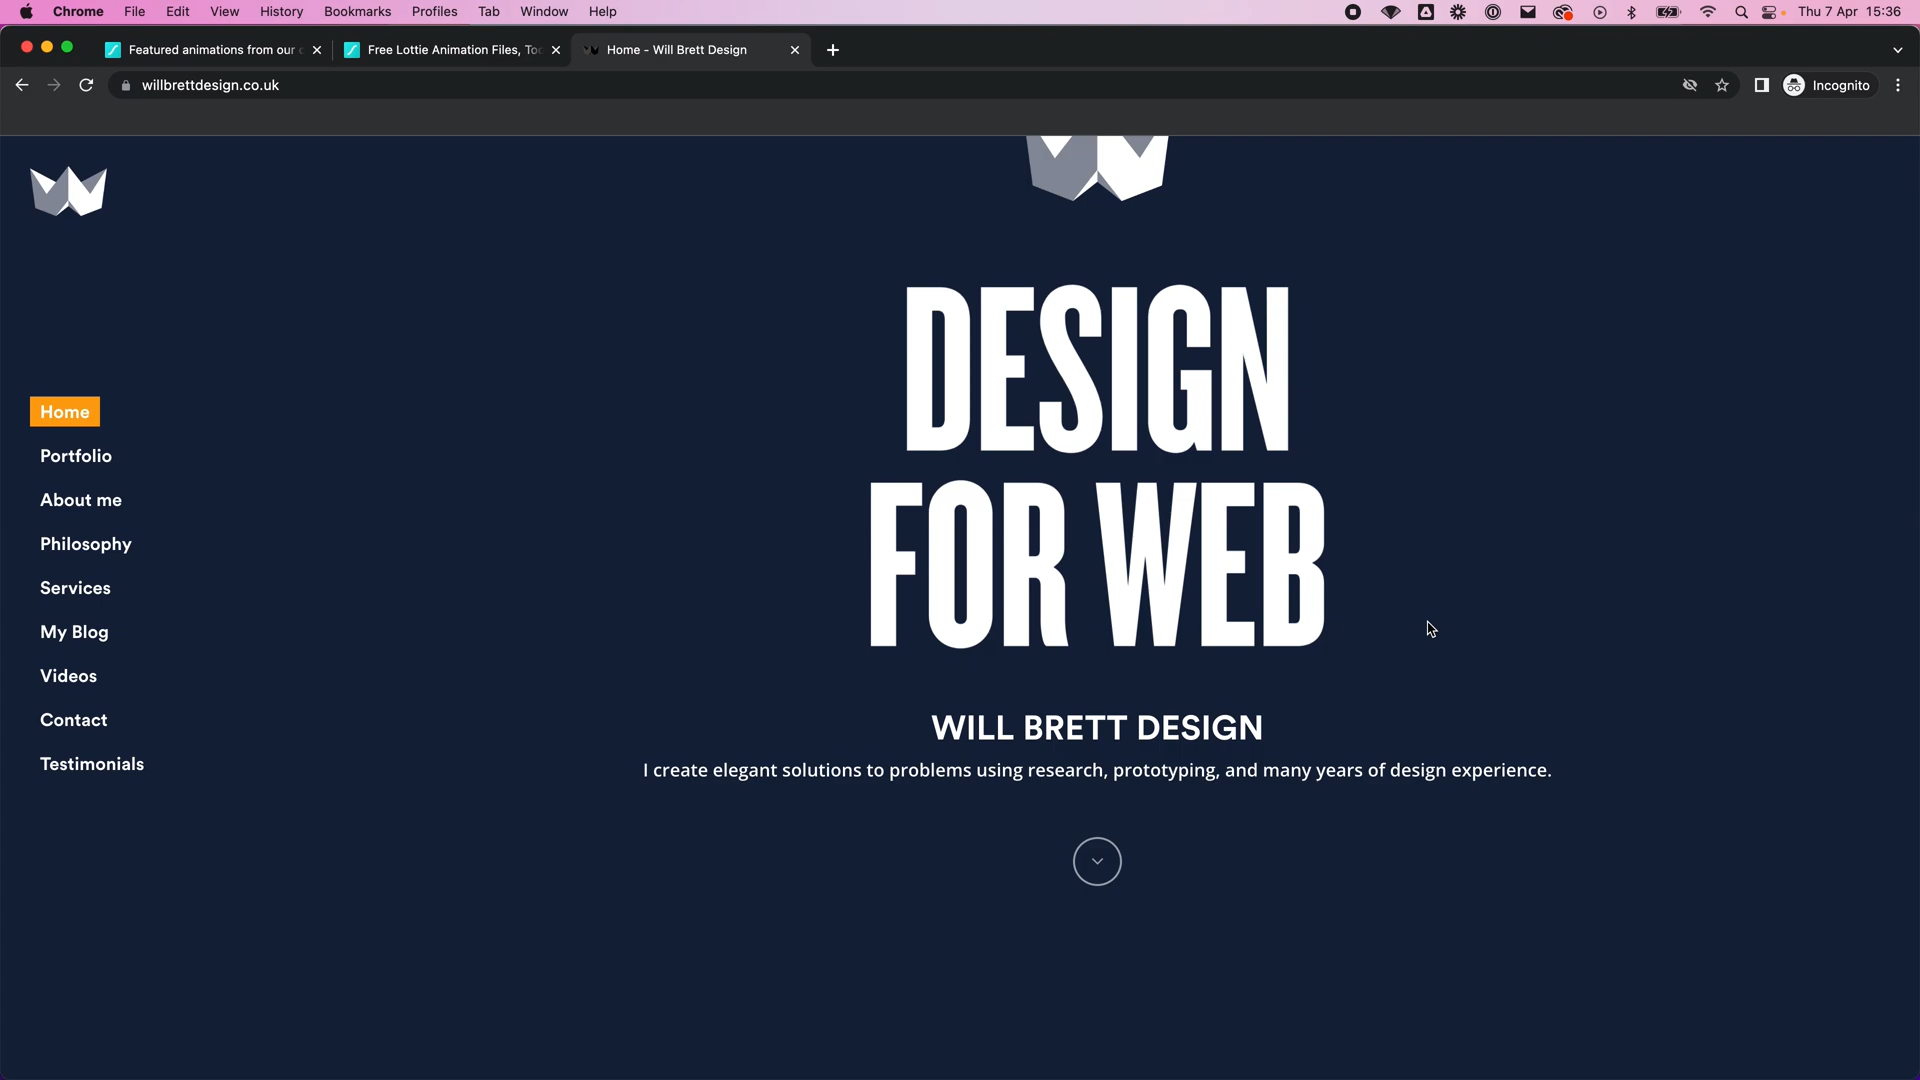 Chrome File Edit View History Bookmarks Profiles Tab Window Help Thu 7 Apr 15:36
Featured animations from our Free Lottie Animation Files, Too Home - Will Brett Design
willbrettdesign.co.uk Incognito
Home
Portfolio
About me
Philosophy
Services
My Blog
Videos
Contact
Testimonials
DESIGN
FOR WEB
WILL BRETT DESIGN
I create elegant solutions to problems using research, prototyping, and many years of design experience.